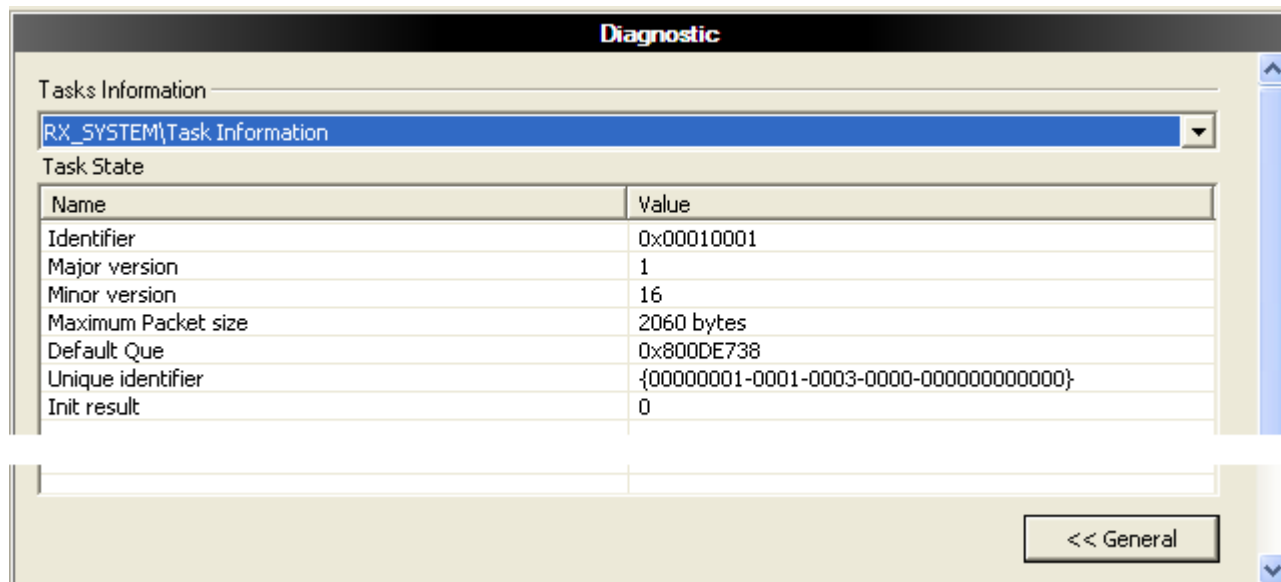 Diagnostic
Tasks Information
RX_SYSTEM\Task Information
Task State
Name Value
Identifier 0x00010001
Major version 1
Minor version 16
Maximum Packet size 2060 bytes
Default Que 0x800DE738
Unique identifier {00000001-0001-0003-0000-000000000000}
Init result 0
<< General